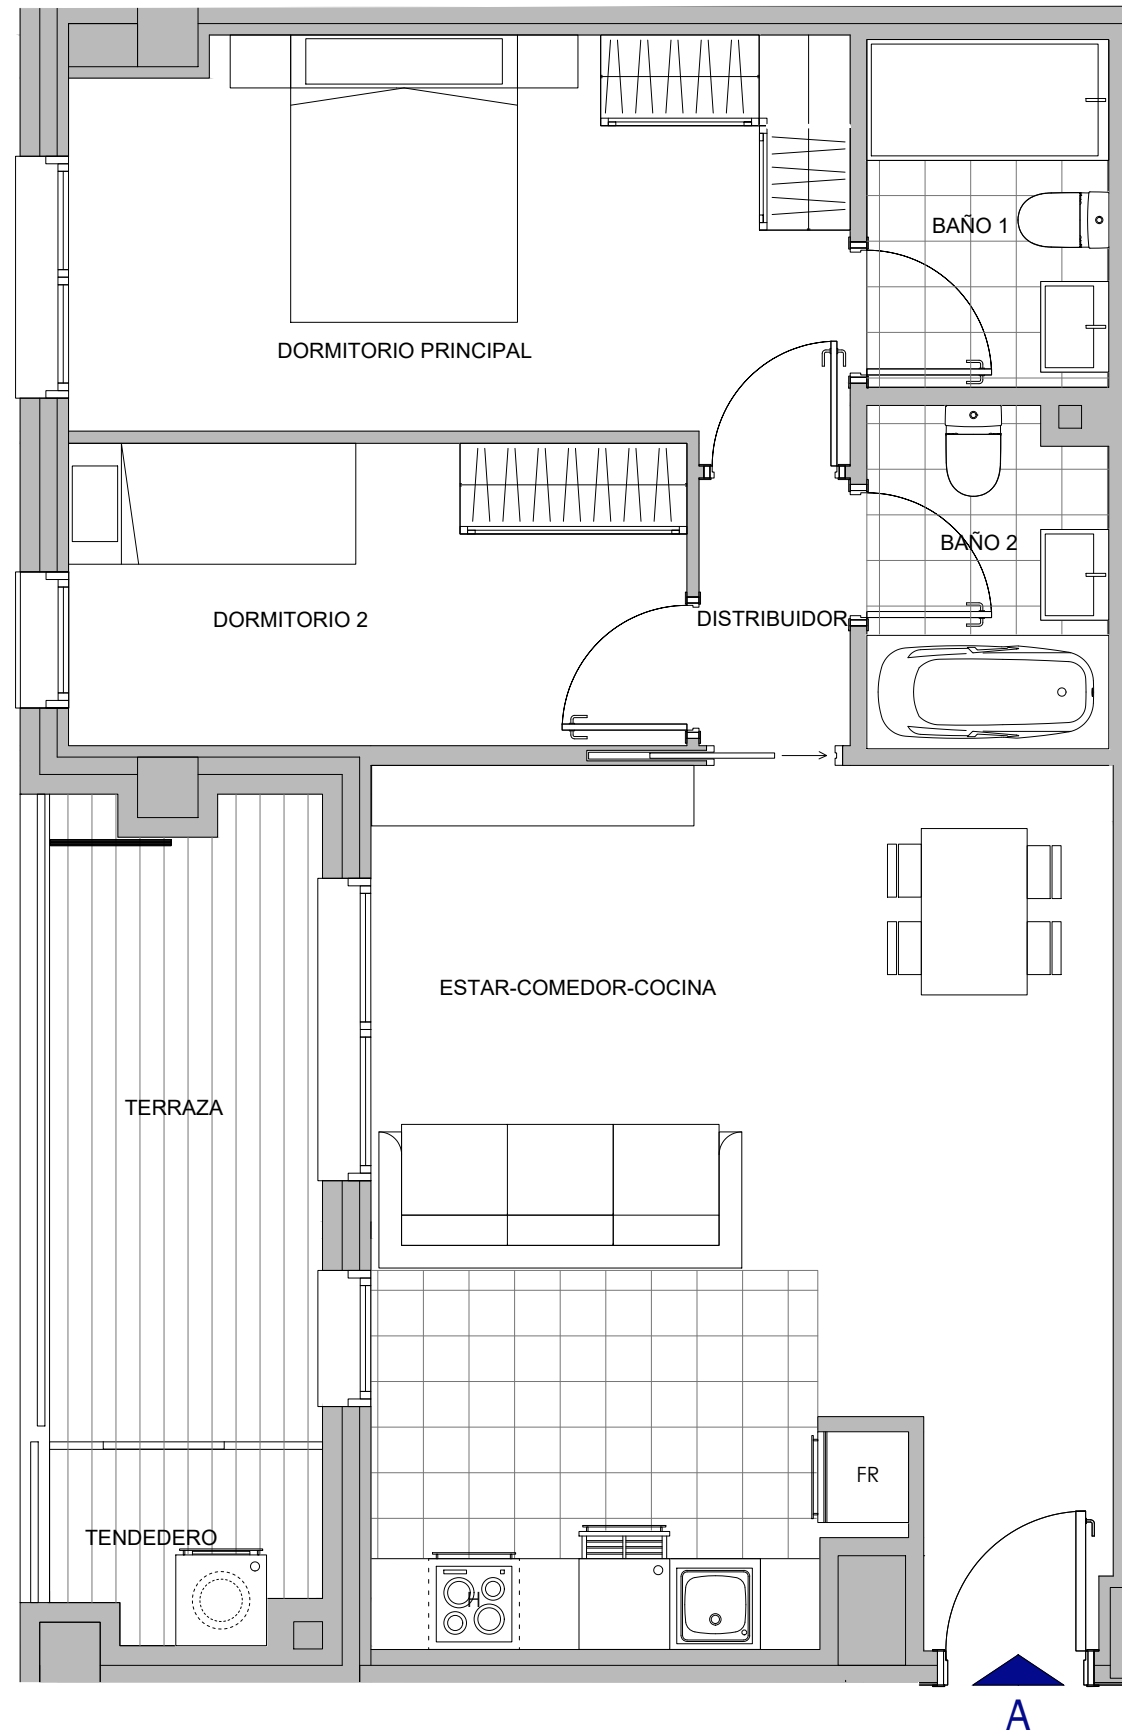 BAÑO 1
DORMITORIO PRINCIPAL
BAÑO 2
DORMITORIO 2
DISTRIBUIDOR
ESTAR-COMEDOR-COCINA
TERRAZA
FR
TENDEDERO
H
A